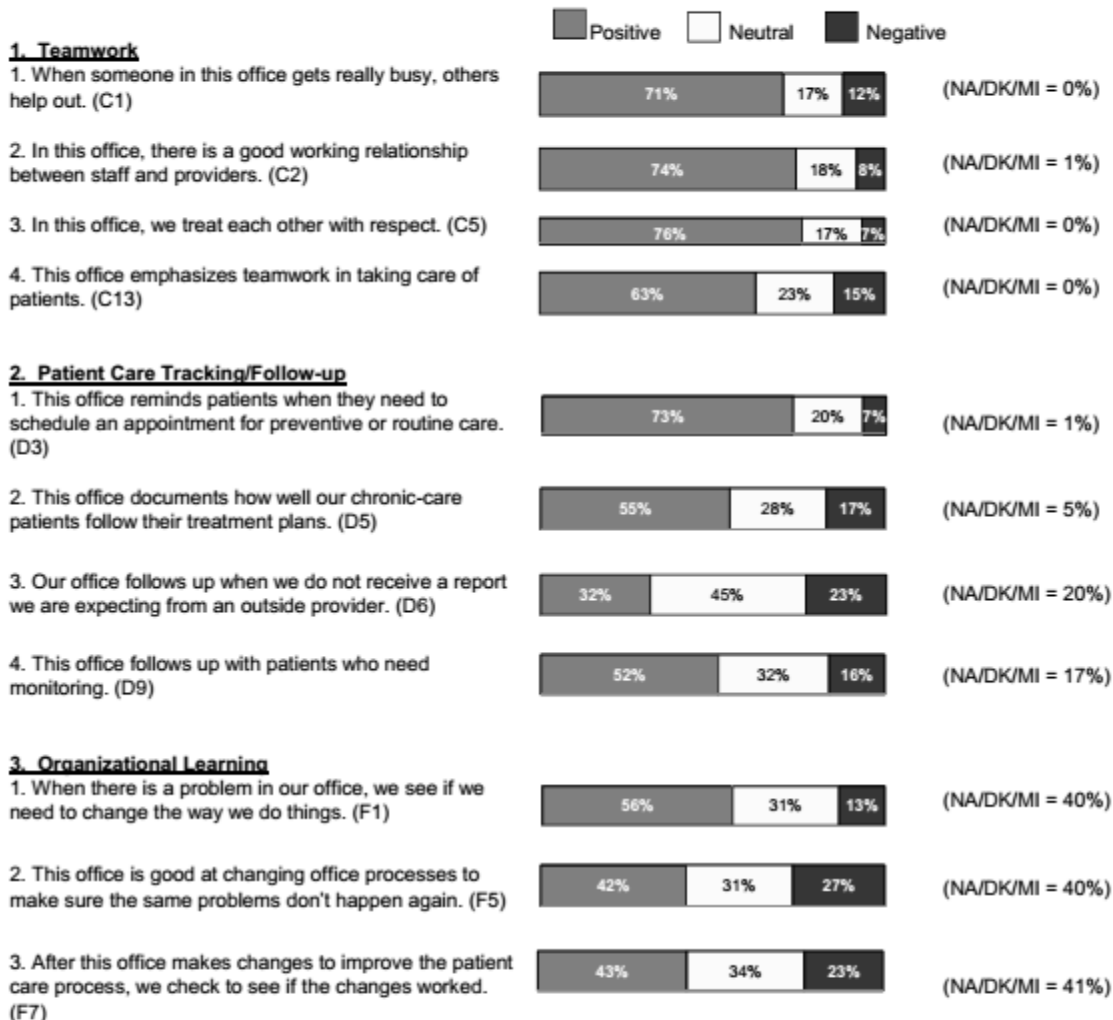 Positive Neutral Negative
1. Teamwork
1. When someone in this office gets really busy, others
help out. (C1)
71% 17% 12% (NA/DK/MI = 0%)
2. In this office, there is a good working relationship
between staff and providers. (C2)
74% 18% 8% (NA/DK/MI = 1%)
3. In this office, we treat each other with respect. (C5)
76% 17% 7% (NA/DK/MI = 0%)
4. This office emphasizes teamwork in taking care of
patients. (C13)
63% 23% 15% (NA/DK/MI = 0%)
2. Patient Care Tracking/Follow-up
1. This office reminds patients when they need to
schedule an appointment for preventive or routine care.
(D3)
73% 20% 7% (NA/DK/MI = 1%)
2. This office documents how well our chronic-care
patients follow their treatment plans. (D5)
55% 28% 17% (NA/DK/MI = 5%)
3. Our office follows up when we do not receive a report
we are expecting from an outside provider. (D6)
32% 45% 23% (NA/DK/MI = 20%)
4. This office follows up with patients who need
monitoring. (D9)
52% 32% 16% (NA/DK/MI = 17%)
3. Organizational Learning
1. When there is a problem in our office, we see if we
need to change the way we do things. (F1)
56% 31% 13% (NA/DK/MI = 40%)
2. This office is good at changing office processes to
make sure the same problems don't happen again. (F5)
42% 31% 27% (NA/DK/MI = 40%)
3. After this office makes changes to improve the patient
care process, we check to see if the changes worked.
(F7)
43% 34% 23% (NA/DK/MI = 41%)